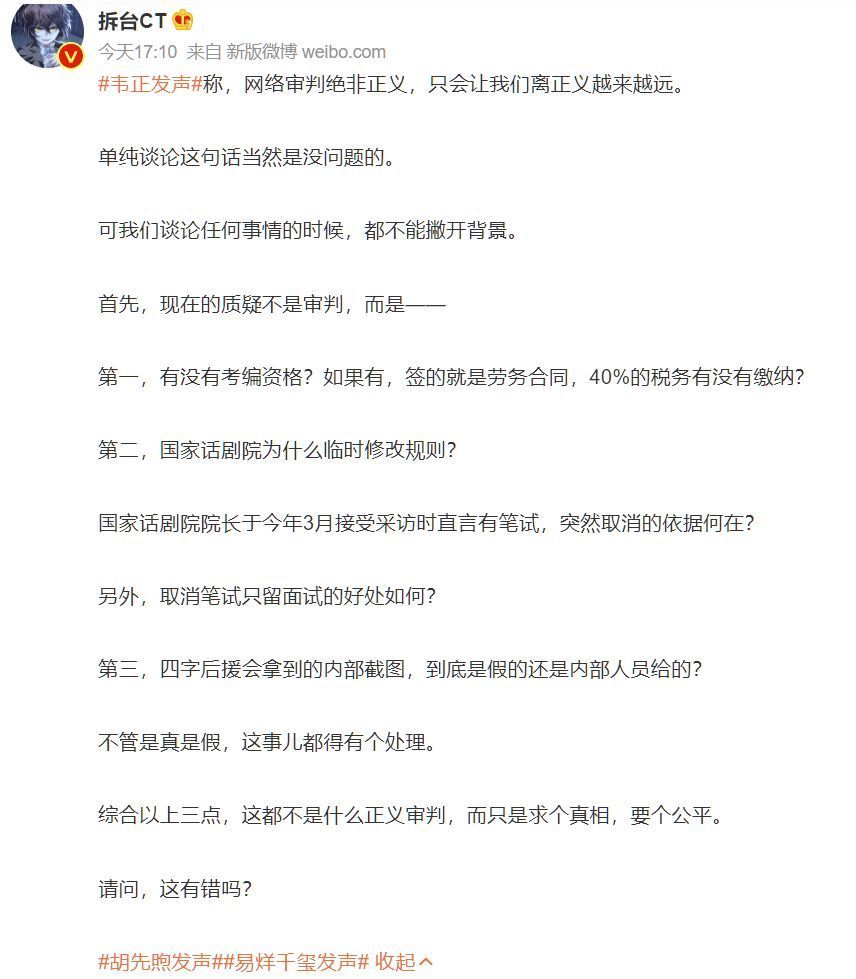 拆台CT
今天17:10 来自 新版微博 weibo.com
#韦正发声#称，网络审判绝非正义，只会让我们离正义越来越远。
单纯谈论这句话当然是没问题的。
可我们谈论任何事情的时候，都不能撇开背景。
首先，现在的质疑不是审判，而是——
第一，有没有考编资格？如果有，签的就是劳务合同，40%的税务有没有缴纳？
第二，国家话剧院为什么临时修改规则？
国家话剧院院长于今年3月接受采访时直言有笔试，突然取消的依据何在？
另外，取消笔试只留面试的好处如何？
第三，四字后援会拿到的内部截图，到底是假的还是内部人员给的？
不管是真是假，这事儿都得有个处理。
综合以上三点，这都不是什么正义审判，而只是求个真相，要个公平。
请问，这有错吗？
#胡先煦发声##易烊千玺发声# 收起